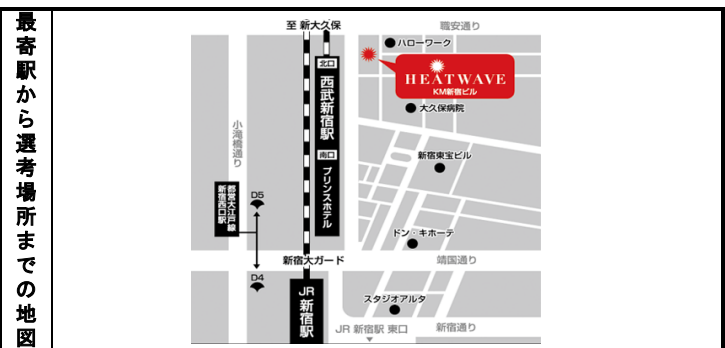 最寄駅から選考場所までの地図
至 新大久保
職安通り
ハローワーク
北口
HEATWAVE
KM新宿ビル
西武新宿駅
大久保病院
小滝橋通り
南口
新宿東宝ビル
プリンスホテル
都営大江戸線
新宿西口駅
D5
ドン・キホーテ
新宿大ガード
靖国通り
D4
JR
新宿駅
スタジオアルタ
JR 新宿駅 東口
新宿通り